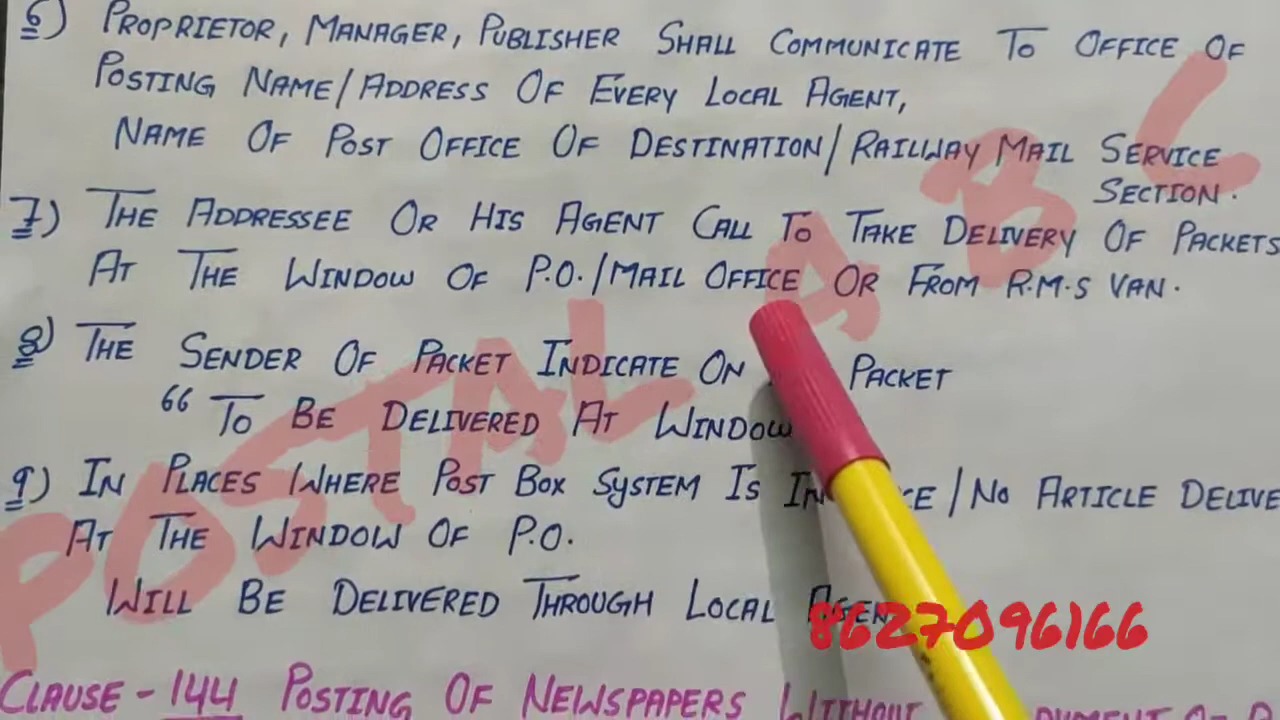 6) PROPRIETOR, MANAGER, PUBLISHER SHALL COMMUNICATE TO OFFICE OF
POSTING NAME/ADDRESS OF EVERY LOCAL AGENT,
NAME OF POST OFFICE OF DESTINATION/RAILWAY MAIL SERVICE
SECTION.
7) THE ADDRESSEE OR HIS AGENT CALL TO TAKE DELIVERY OF PACKETS
AT THE WINDOW OF P.O./MAIL OFFICE OR FROM R.M.S VAN.
8) THE SENDER OF PACKET INDICATE ON PACKET
“TO BE DELIVERED AT WINDOW
9) IN PLACES WHERE POST BOX SYSTEM IS IN /NO ARTICLE DELIVE
AT THE WINDOW OF P.O.
WILL BE DELIVERED THROUGH LOCAL AGEN
8627096166
CLAUSE-144 POSTING OF NEWSPAPERS WITHOUT
POSTAL ABC